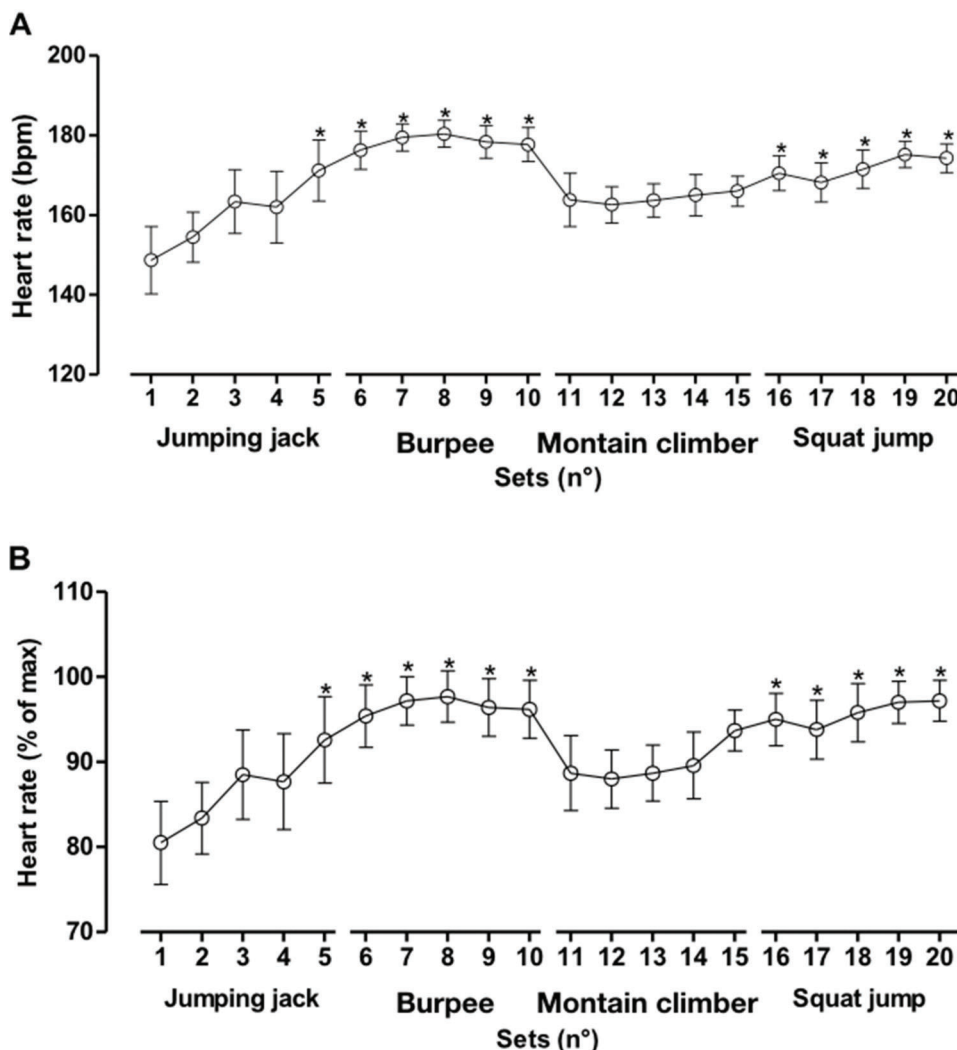 A
Heart rate (bpm)
200
180
160
140
120
* * * * * * * * * * *
1 2 3 4 5 6 7 8 9 10 11 12 13 14 15 16 17 18 19 20
Jumping jack Burpee Montain climber Squat jump
Sets (n°)
B
Heart rate (% of max)
110
100
90
80
70
* * * * * * * * * * *
1 2 3 4 5 6 7 8 9 10 11 12 13 14 15 16 17 18 19 20
Jumping jack Burpee Montain climber Squat jump
Sets (n°)